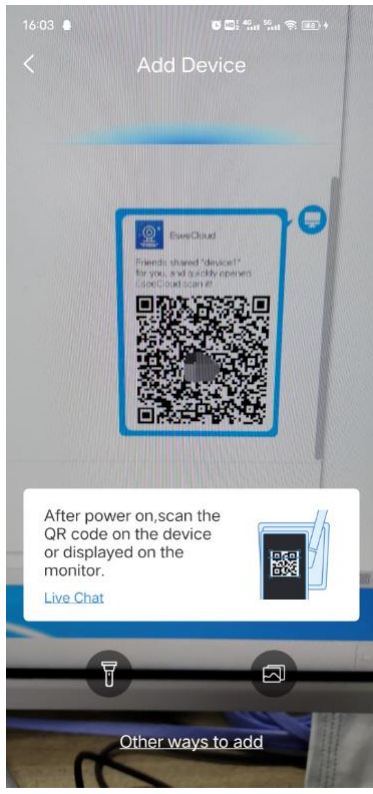 16:03
Add Device
EseeCloud
Friends shared "device1"
for you, and quickly opened
EseeCloud scan it!
After power on,scan the
QR code on the device
or displayed on the
monitor.
Live Chat
Other ways to add